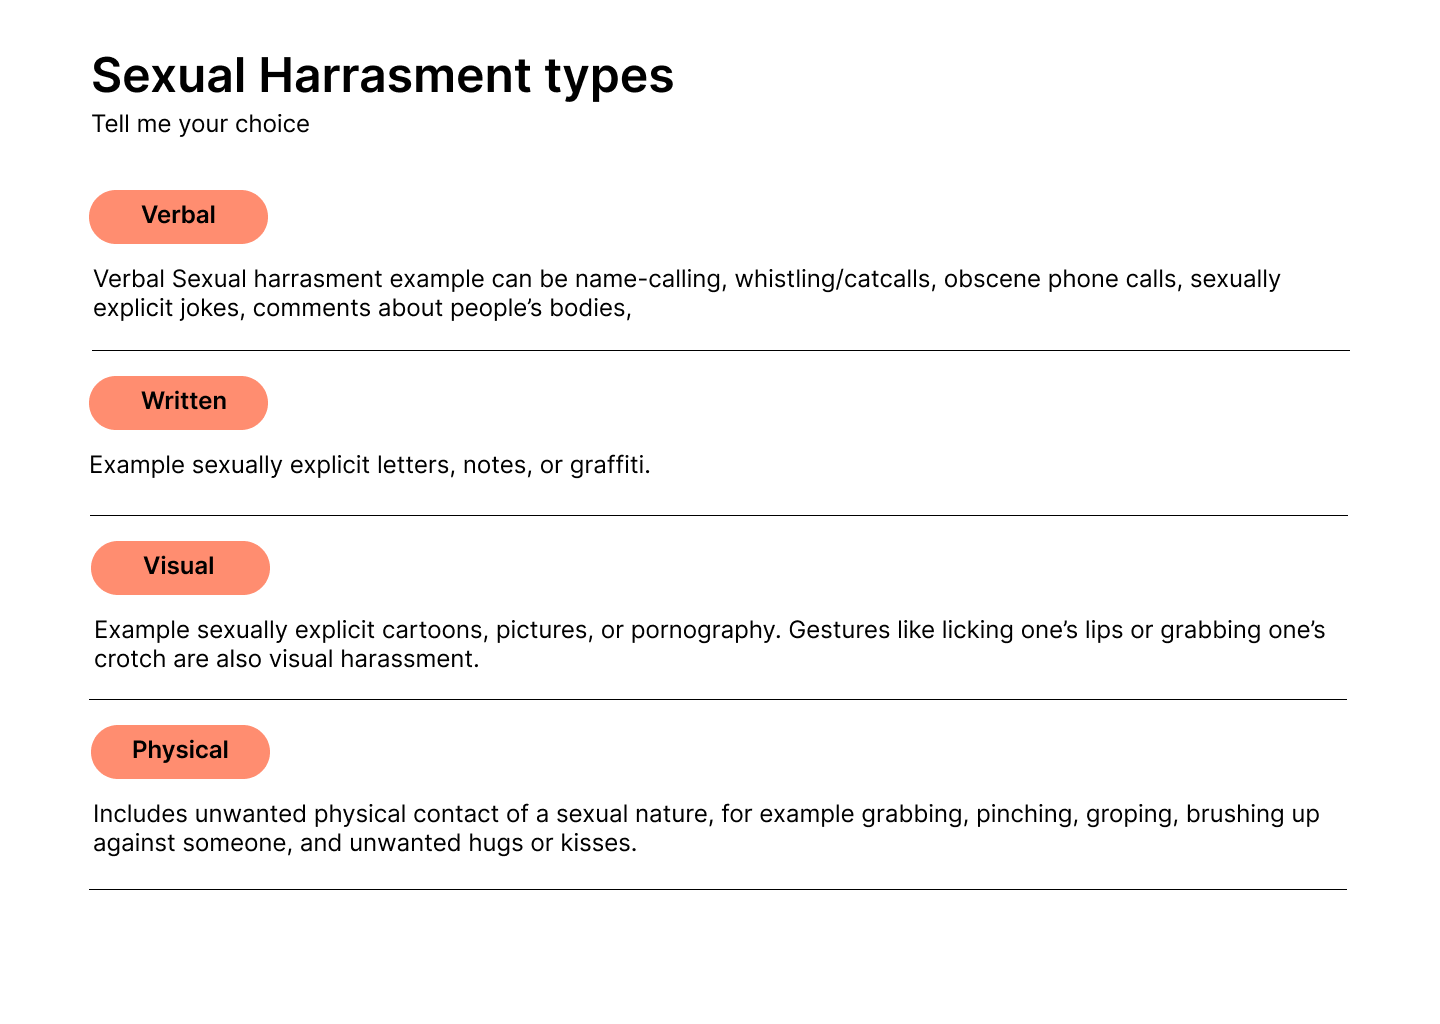 Sexual Harrasment types
Tell me your choice
Verbal
Verbal Sexual harrasment example can be name-calling, whistling/catcalls, obscene phone calls, sexually
explicit jokes, comments about people’s bodies,
Written
Example sexually explicit letters, notes, or graffiti.
Visual
Example sexually explicit cartoons, pictures, or pornography. Gestures like licking one’s lips or grabbing one’s
crotch are also visual harassment.
Physical
Includes unwanted physical contact of a sexual nature, for example grabbing, pinching, groping, brushing up
against someone, and unwanted hugs or kisses.